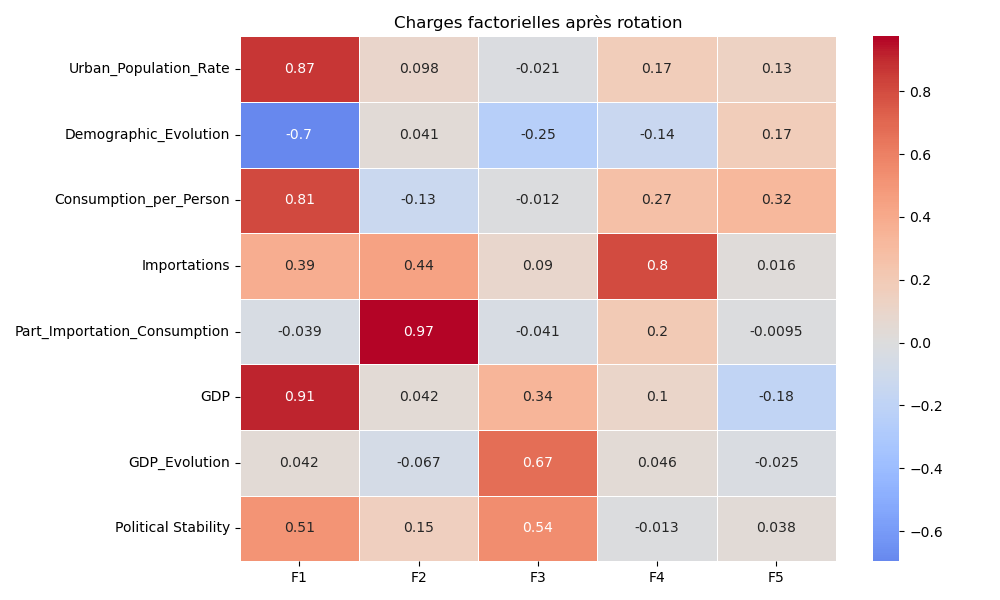 Charges factorielles après rotation
Urban_Population_Rate 0.87 0.098 -0.021 0.17 0.13
Demographic_Evolution -0.7 0.041 -0.25 -0.14 0.17
Consumption_per_Person 0.81 -0.13 -0.012 0.27 0.32
Importations 0.39 0.44 0.09 0.8 0.016
Part_Importation_Consumption -0.039 0.97 -0.041 0.2 -0.0095
GDP 0.91 0.042 0.34 0.1 -0.18
GDP_Evolution 0.042 -0.067 0.67 0.046 -0.025
Political Stability 0.51 0.15 0.54 -0.013 0.038
F1 F2 F3 F4 F5
0.8
0.6
0.4
0.2
0.0
−0.2
−0.4
−0.6